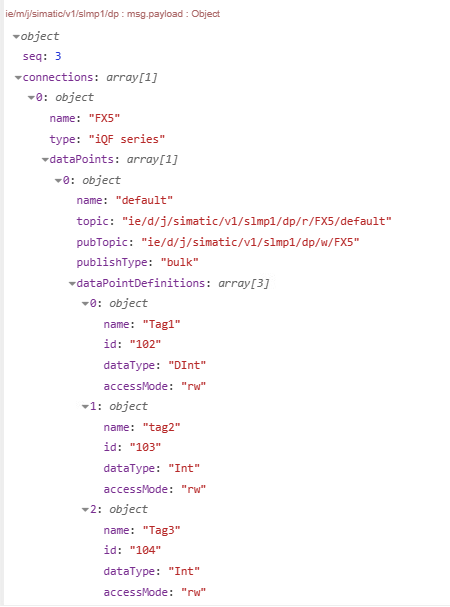 ie/m/j/simatic/v1/slmp1/dp : msg.payload : Object
object
seq: 3
connections: array[1]
0: object
name: "FX5"
type: "iQF series"
dataPoints: array[1]
0: object
name: "default"
topic: "ie/d/j/simatic/v1/slmp1/dp/r/FX5/default"
pubTopic: "ie/d/j/simatic/v1/slmp1/dp/w/FX5"
publishType: "bulk"
dataPointDefinitions: array[3]
0: object
name: "Tag1"
id: "102"
dataType: "DInt"
accessMode: "rw"
1: object
name: "tag2"
id: "103"
dataType: "Int"
accessMode: "rw"
2: object
name: "Tag3"
id: "104"
dataType: "Int"
accessMode: "rw"